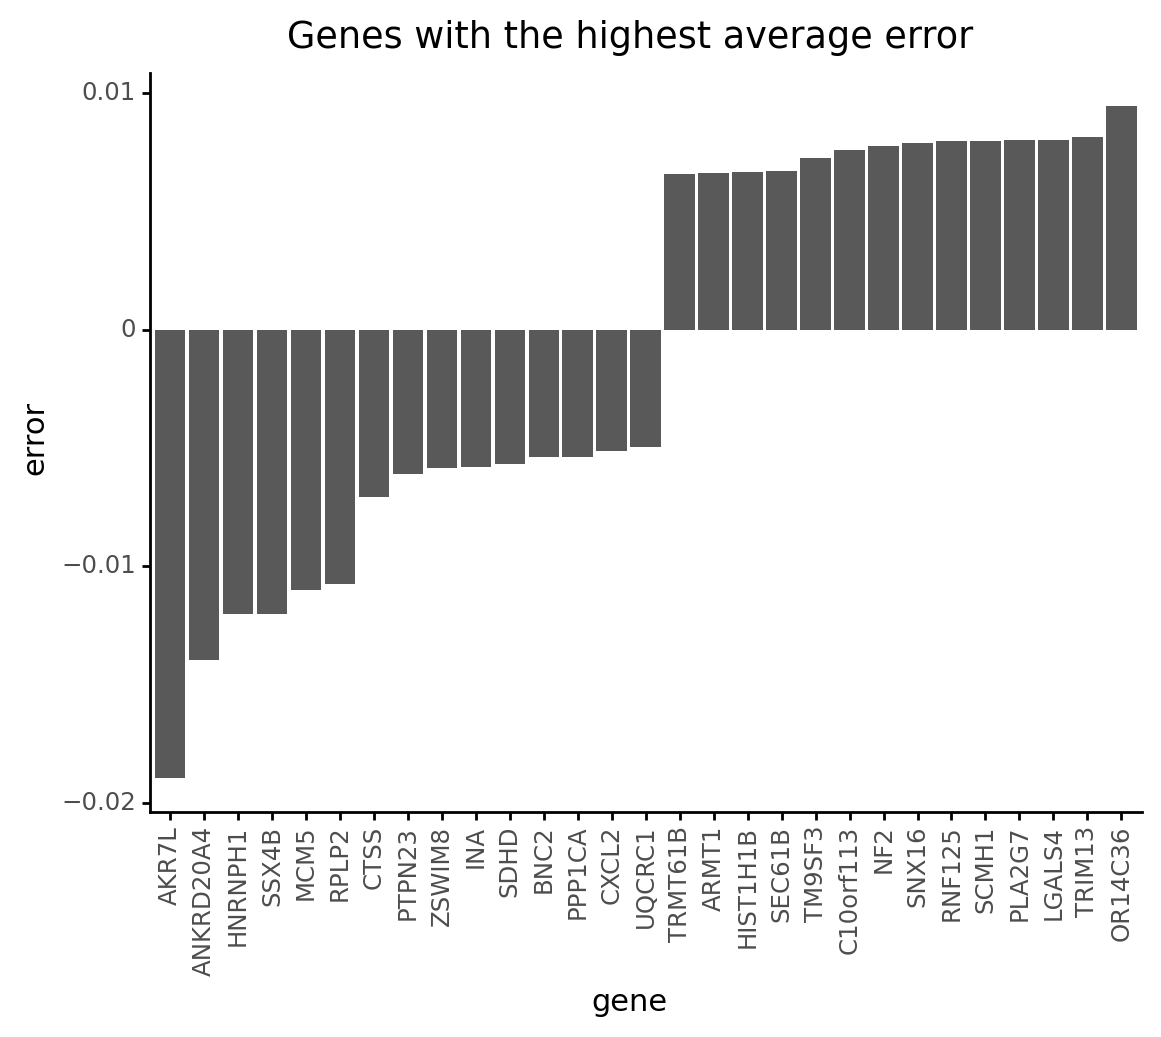 Genes with the highest average error
0.01
0
−0.01
−0.02
error
AKR7L
ANKRD20A4
HNRNPH1
SSX4B
MCM5
RPLP2
CTSS
PTPN23
ZSWIM8
INA
SDHD
BNC2
PPP1CA
CXCL2
UQCRC1
TRMT61B
ARMT1
HIST1H1B
SEC61B
TM9SF3
C10orf113
NF2
SNX16
RNF125
SCMH1
PLA2G7
LGALS4
TRIM13
OR14C36
gene